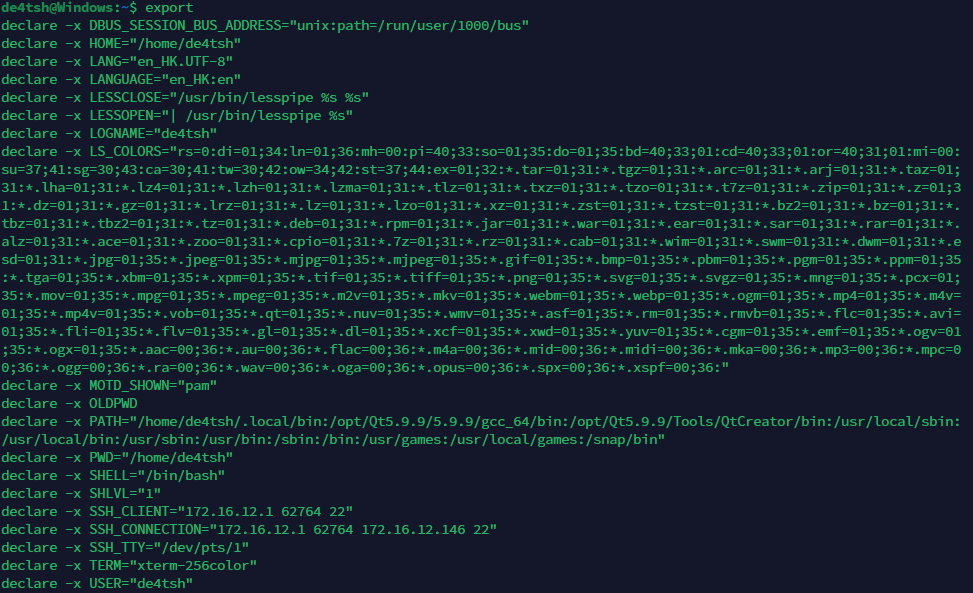 de4tsh@Windows:~$ export
declare -x DBUS_SESSION_BUS_ADDRESS="unix:path=/run/user/1000/bus"
declare -x HOME="/home/de4tsh"
declare -x LANG="en_HK.UTF-8"
declare -x LANGUAGE="en_HK:en"
declare -x LESSCLOSE="/usr/bin/lesspipe %s %s"
declare -x LESSOPEN="| /usr/bin/lesspipe %s"
declare -x LOGNAME="de4tsh"
declare -x LS_COLORS="rs=0:di=01;34:ln=01;36:mh=00:pi=40;33:so=01;35:do=01;35:bd=40;33;01:cd=40;33;01:or=40;31;01:mi=00:
su=37;41:sg=30;43:ca=30;41:tw=30;42:ow=34;42:st=37;44:ex=01;32:*.tar=01;31:*.tgz=01;31:*.arc=01;31:*.arj=01;31:*.taz=01;
31:*.lha=01;31:*.lz4=01;31:*.lzh=01;31:*.lzma=01;31:*.tlz=01;31:*.txz=01;31:*.tzo=01;31:*.t7z=01;31:*.zip=01;31:*.z=01;3
1:*.dz=01;31:*.gz=01;31:*.lrz=01;31:*.lz=01;31:*.lzo=01;31:*.xz=01;31:*.zst=01;31:*.tzst=01;31:*.bz2=01;31:*.bz=01;31:*.
tbz=01;31:*.tbz2=01;31:*.tz=01;31:*.deb=01;31:*.rpm=01;31:*.jar=01;31:*.war=01;31:*.ear=01;31:*.sar=01;31:*.rar=01;31:*.
alz=01;31:*.ace=01;31:*.zoo=01;31:*.cpio=01;31:*.7z=01;31:*.rz=01;31:*.cab=01;31:*.wim=01;31:*.swm=01;31:*.dwm=01;31:*.e
sd=01;31:*.jpg=01;35:*.jpeg=01;35:*.mjpg=01;35:*.mjpeg=01;35:*.gif=01;35:*.bmp=01;35:*.pbm=01;35:*.pgm=01;35:*.ppm=01;35
:*.tga=01;35:*.xbm=01;35:*.xpm=01;35:*.tif=01;35:*.tiff=01;35:*.png=01;35:*.svg=01;35:*.svgz=01;35:*.mng=01;35:*.pcx=01;
35:*.mov=01;35:*.mpg=01;35:*.mpeg=01;35:*.m2v=01;35:*.mkv=01;35:*.webm=01;35:*.webp=01;35:*.ogm=01;35:*.mp4=01;35:*.m4v=
01;35:*.mp4v=01;35:*.vob=01;35:*.qt=01;35:*.nuv=01;35:*.wmv=01;35:*.asf=01;35:*.rm=01;35:*.rmvb=01;35:*.flc=01;35:*.avi=
01;35:*.fli=01;35:*.flv=01;35:*.gl=01;35:*.dl=01;35:*.xcf=01;35:*.xwd=01;35:*.yuv=01;35:*.cgm=01;35:*.emf=01;35:*.ogv=01
;35:*.ogx=01;35:*.aac=00;36:*.au=00;36:*.flac=00;36:*.m4a=00;36:*.mid=00;36:*.midi=00;36:*.mka=00;36:*.mp3=00;36:*.mpc=0
0;36:*.ogg=00;36:*.ra=00;36:*.wav=00;36:*.oga=00;36:*.opus=00;36:*.spx=00;36:*.xspf=00;36:"
declare -x MOTD_SHOWN="pam"
declare -x OLDPWD
declare -x PATH="/home/de4tsh/.local/bin:/opt/Qt5.9.9/5.9.9/gcc_64/bin:/opt/Qt5.9.9/Tools/QtCreator/bin:/usr/local/sbin:
/usr/local/bin:/usr/sbin:/usr/bin:/sbin:/bin:/usr/games:/usr/local/games:/snap/bin"
declare -x PWD="/home/de4tsh"
declare -x SHELL="/bin/bash"
declare -x SHLVL="1"
declare -x SSH_CLIENT="172.16.12.1 62764 22"
declare -x SSH_CONNECTION="172.16.12.1 62764 172.16.12.146 22"
declare -x SSH_TTY="/dev/pts/1"
declare -x TERM="xterm-256color"
declare -x USER="de4tsh"